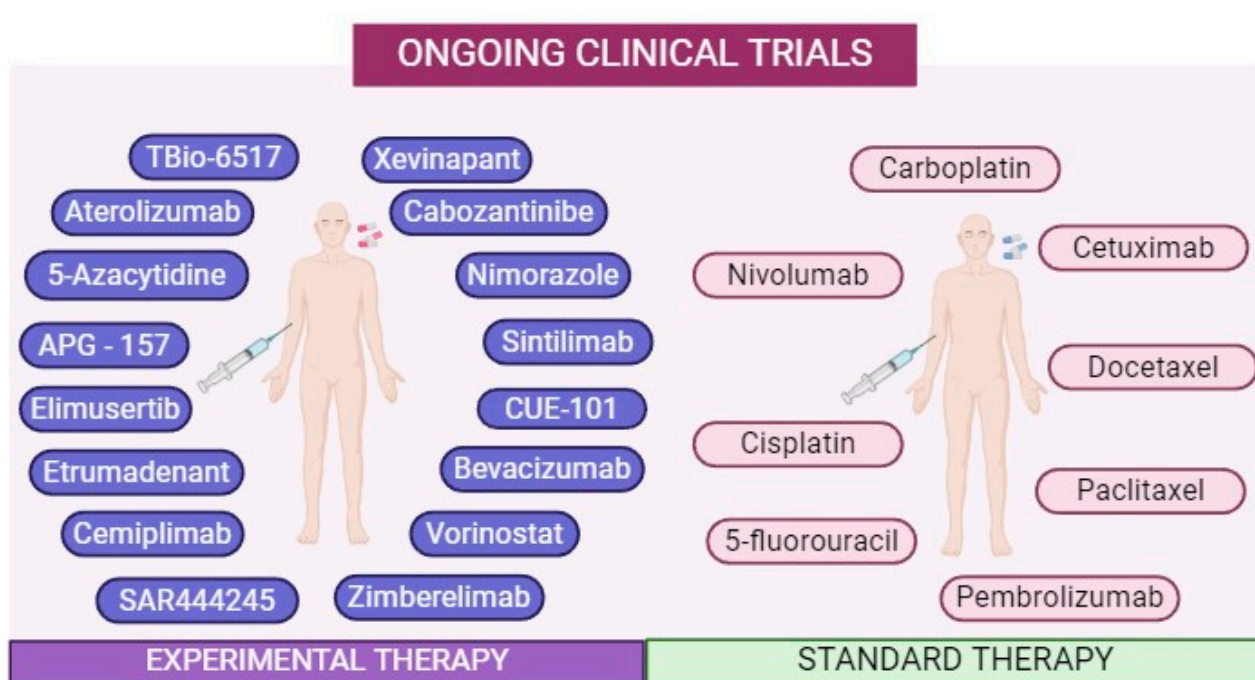 ONGOING CLINICAL TRIALS
TBio-6517
Xevinapant
Aterolizumab
Cabozantinibe
5-Azacytidine
Nimorazole
APG - 157
Sintilimab
Elimusertib
CUE-101
Etrumadenant
Bevacizumab
Cemiplimab
Vorinostat
SAR444245
Zimberelimab
EXPERIMENTAL THERAPY
Carboplatin
Cetuximab
Nivolumab
Docetaxel
Cisplatin
Paclitaxel
5-fluorouracil
Pembrolizumab
STANDARD THERAPY